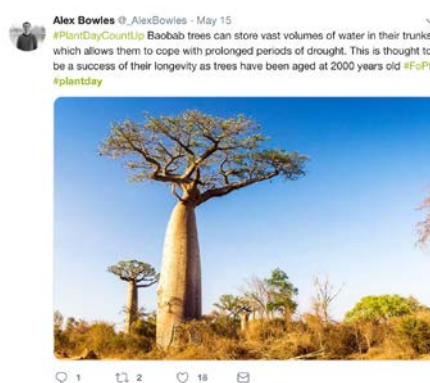 Alex Bowles @_AlexBowles · May 15
#PlantDayCountUp Baobab trees can store vast volumes of water in their trunks
which allows them to cope with prolonged periods of drought. This is thought to
be a success of their longevity as trees have been aged at 2000 years old
#plantday
1 2 18